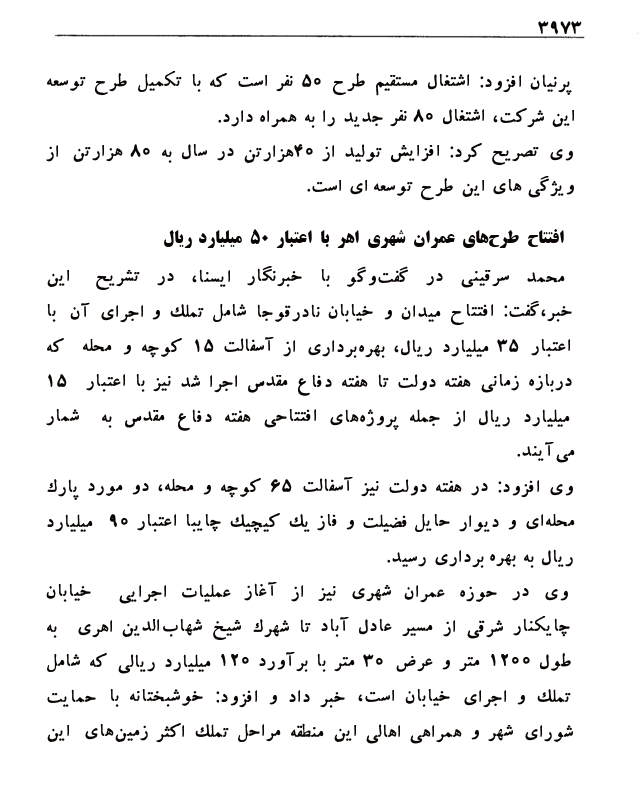 ۳۹۷۳
پرنیان افزود: اشتغال مستقیم طرح ۵۰ نفر است که با تکمیل طرح توسعه
این شرکت، اشتغال ۸۰ نفر جدید را به همراه دارد.
وی تصریح کرد: افزایش تولید از ۴۰هزارتن در سال به ۸۰ هزارتن از
ویژگی های این طرح توسعه ای است.
افتتاح طرح‌های عمران شهری اهر با اعتبار ۵۰ میلیارد ریال
محمد سرقینی در گفت‌وگو با خبرنگار ایسنا، در تشریح این
خبر،گفت: افتتاح میدان و خیابان نادرقوجا شامل تملك و اجرای آن با
اعتبار ۳۵ میلیارد ریال، بهره‌برداری از آسفالت ۱۵ کوچه و محله که
دربازه زمانی هفته دولت تا هفته دفاع مقدس اجرا شد نیز با اعتبار ۱۵
میلیارد ریال از جمله پروژه‌های افتتاحی هفته دفاع مقدس به شمار
می‌آیند.
وی افزود: در هفته دولت نیز آسفالت ۶۵ کوچه و محله، دو مورد پارك
محله‌ای و دیوار حایل فضیلت و فاز یك کیچیك چایبا اعتبار ۹۰ میلیارد
ریال به بهره برداری رسید.
وی در حوزه عمران شهری نیز از آغاز عملیات اجرایی خیابان
چایکنار شرقی از مسیر عادل آباد تا شهرك شیخ شهاب‌الدین اهری به
طول ۱۲۰۰ متر و عرض ۳۰ متر با برآورد ۱۲۰ میلیارد ریالی که شامل
تملك و اجرای خیابان است، خبر داد و افزود: خوشبختانه با حمایت
شورای شهر و همراهی اهالی این منطقه مراحل تملك اکثر زمین‌های این